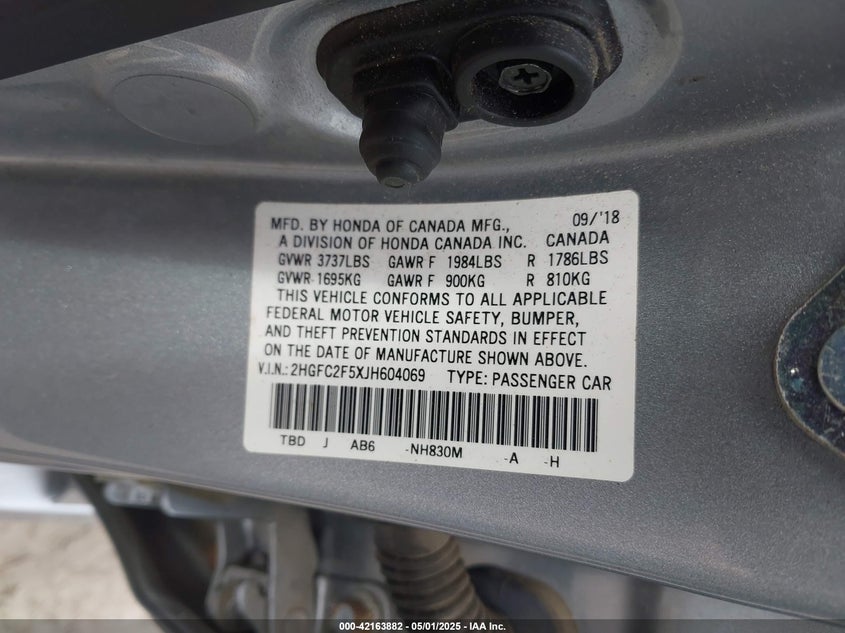 MFD. BY HONDA OF CANADA MFG., 09/'18
A DIVISION OF HONDA CANADA INC. CANADA
GVWR 3737LBS GAWR F 1984LBS R 1786LBS
GVWR 1695KG GAWR F 900KG R 810KG
THIS VEHICLE CONFORMS TO ALL APPLICABLE
FEDERAL MOTOR VEHICLE SAFETY, BUMPER,
AND THEFT PREVENTION STANDARDS IN EFFECT
ON THE DATE OF MANUFACTURE SHOWN ABOVE.
V.I.N.: 2HGFC2F5XJH604069 TYPE: PASSENGER CAR
TBD J AB6 -NH830M -A -H
000-42163882 - 05/01/2025 - IAA Inc.